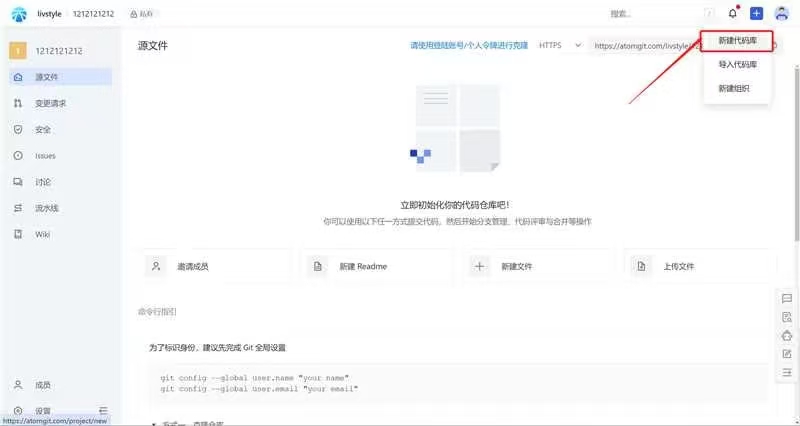 livstyle › 1212121212 私有
搜索... /
新建代码库
导入代码库
新建组织
1 1212121212
源文件
变更请求
安全
Issues
讨论
流水线
Wiki
成员
设置
https://atomgit.com/project/new
源文件
请使用登陆账号/个人令牌进行克隆 HTTPS https://atomgit.com/livstyle/
立即初始化你的代码仓库吧！
你可以使用以下任一方式提交代码，然后开始分支管理、代码评审与合并等操作
邀请成员 新建 Readme 新建文件 上传文件
命令行指引
为了标识身份，建议先完成 Git 全局设置
git config --global user.name "your name"
git config --global user.email "your email"